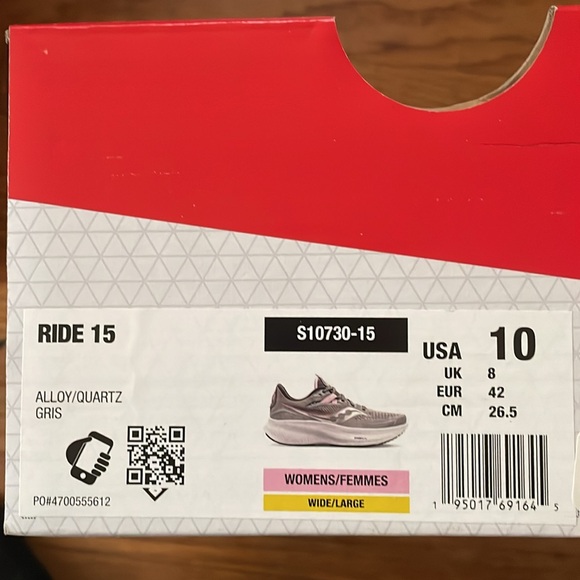 RIDE 15
S10730-15
USA 10
UK 8
EUR 42
CM 26.5
ALLOY/QUARTZ
GRIS
WOMENS/FEMMES
WIDE/LARGE
PO#4700555612
1 95017 69164 5